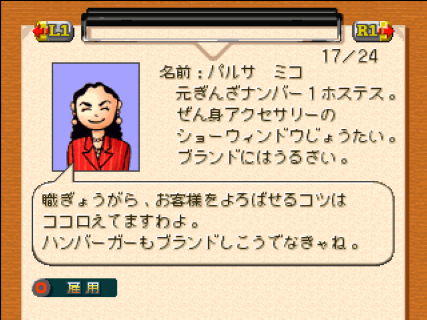 L1
R1
17/24
名前：パルサ　ミコ
元ぎんざナンバー１ホステス。
ぜん身アクセサリーの
ショーウィンドウじょうたい。
ブランドにはうるさい。
職ぎょうがら、お客様をよろばせるコツは
ココロえてますわよ。
ハンバーガーもブランドしこうでなきゃね。
雇用